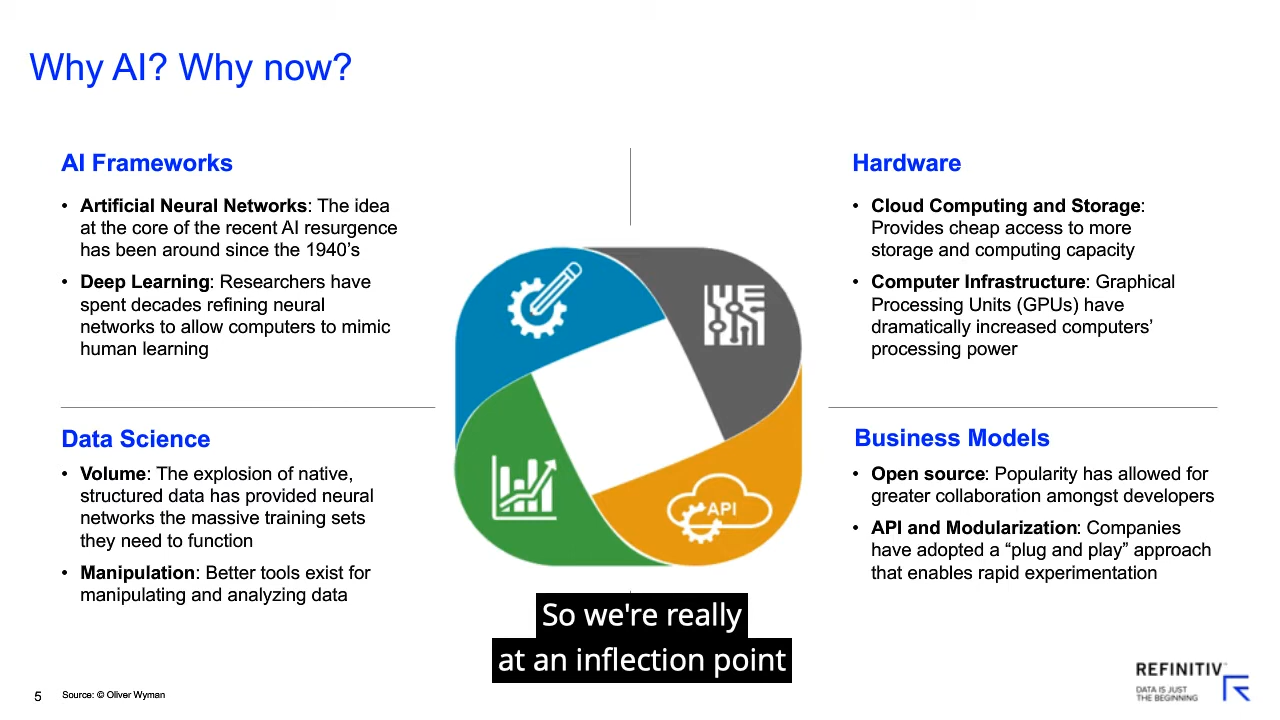 Why AI? Why now?
AI Frameworks
• Artificial Neural Networks: The idea
at the core of the recent AI resurgence
has been around since the 1940’s
• Deep Learning: Researchers have
spent decades refining neural
networks to allow computers to mimic
human learning
Hardware
• Cloud Computing and Storage:
Provides cheap access to more
storage and computing capacity
• Computer Infrastructure: Graphical
Processing Units (GPUs) have
dramatically increased computers’
processing power
API
Data Science
• Volume: The explosion of native,
structured data has provided neural
networks the massive training sets
they need to function
• Manipulation: Better tools exist for
manipulating and analyzing data
Business Models
• Open source: Popularity has allowed for
greater collaboration amongst developers
• API and Modularization: Companies
have adopted a “plug and play” approach
that enables rapid experimentation
So we're really
at an inflection point
5
Source: © Oliver Wyman
REFINITIV™
DATA IS JUST
THE BEGINNING